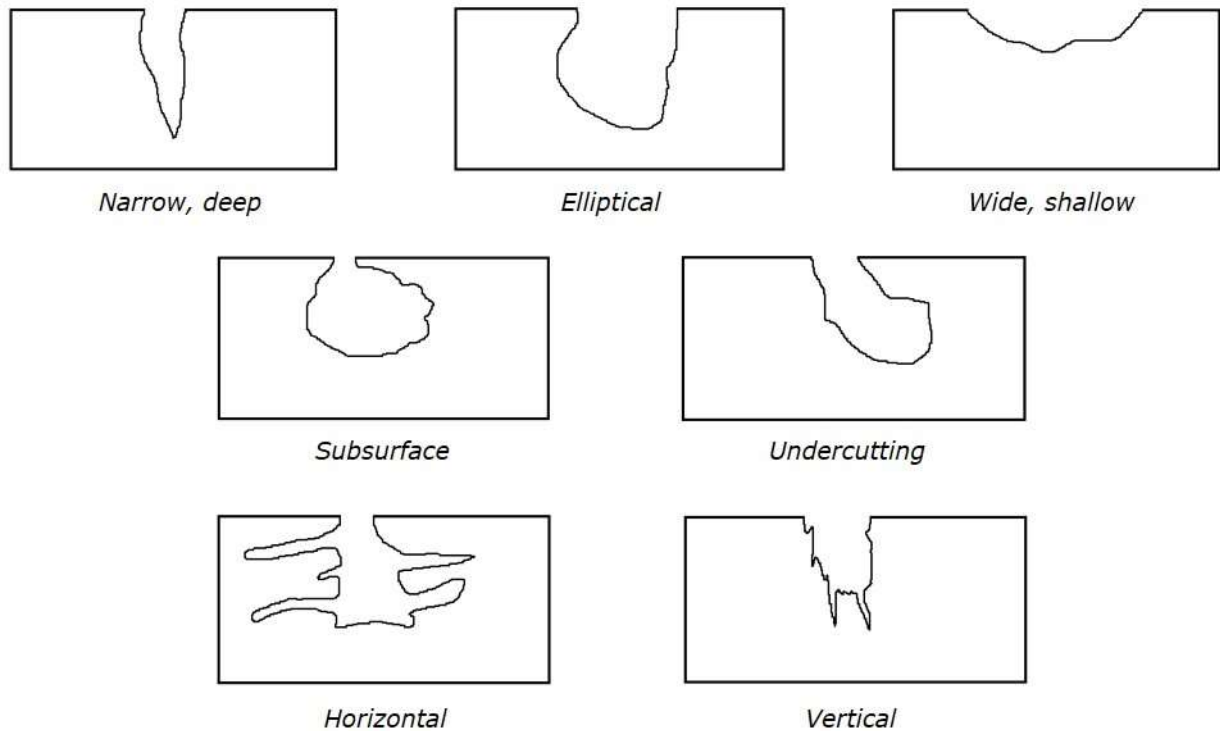 Narrow, deep
Elliptical
Wide, shallow
Subsurface
Undercutting
Horizontal
Vertical